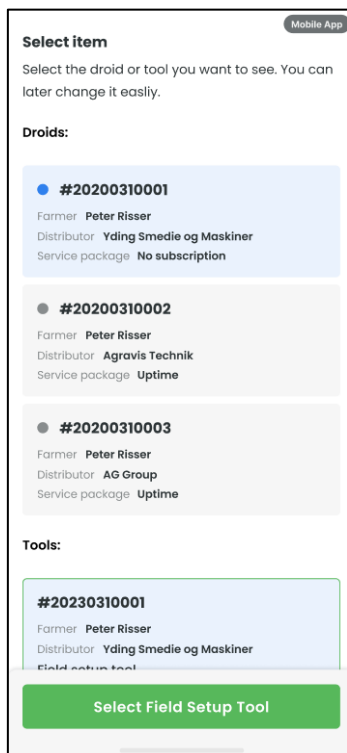 Mobile App
Select item
Select the droid or tool you want to see. You can
later change it easliy.
Droids:
#20200310001
Farmer Peter Risser
Distributor Yding Smedie og Maskiner
Service package No subscription
#20200310002
Farmer Peter Risser
Distributor Agravis Technik
Service package Uptime
#20200310003
Farmer Peter Risser
Distributor AG Group
Service package Uptime
Tools:
#20230310001
Farmer Peter Risser
Distributor Yding Smedie og Maskiner
Field setup tool
Select Field Setup Tool